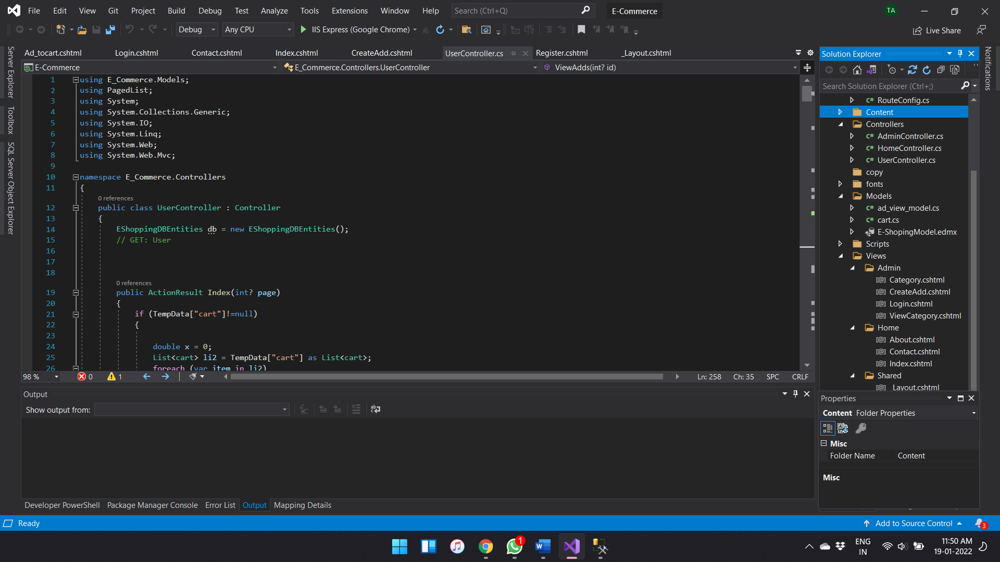 File Edit View Git Project Build Debug Test Analyze Tools Extensions Window Help Search (Ctrl+Q) E-Commerce TA
Debug Any CPU IIS Express (Google Chrome) Live Share
Server Explorer
Toolbox
SQL Server Object Explorer
Ad_tocart.cshtml Login.cshtml Contact.cshtml Index.cshtml CreateAdd.cshtml UserController.cs Register.cshtml _Layout.cshtml
E-Commerce E_Commerce.Controllers.UserController ViewAdds(int? id)
1 using E_Commerce.Models;
2 using PagedList;
3 using System;
4 using System.Collections.Generic;
5 using System.IO;
6 using System.Linq;
7 using System.Web;
8 using System.Web.Mvc;
9
10 namespace E_Commerce.Controllers
11 {
0 references
12 public class UserController : Controller
13 {
14 EShoppingDBEntities db = new EShoppingDBEntities();
15 // GET: User
16
17
18
0 references
19 public ActionResult Index(int? page)
20 {
21 if (TempData["cart"]!=null)
22 {
23
24 double x = 0;
25 List<cart> li2 = TempData["cart"] as List<cart>;
26 foreach (var item in li2)
98 % 0 1 Ln: 258 Ch: 35 SPC CRLF
Output
Show output from:
Developer PowerShell Package Manager Console Error List Output Mapping Details
Solution Explorer
Search Solution Explorer (Ctrl+;)
C# RouteConfig.cs
Content
Controllers
C# AdminController.cs
C# HomeController.cs
C# UserController.cs
copy
fonts
Models
C# ad_view_model.cs
C# cart.cs
E-ShopingModel.edmx
Scripts
Views
Admin
[@] Category.cshtml
[@] CreateAdd.cshtml
[@] Login.cshtml
[@] ViewCategory.cshtml
Home
[@] About.cshtml
[@] Contact.cshtml
[@] Index.cshtml
Shared
[@] _Layout.cshtml
Properties
Content Folder Properties
Misc
Folder Name Content
Misc
Notifications
Ready Add to Source Control 3
1 W ENG
IN 11:50 AM
19-01-2022